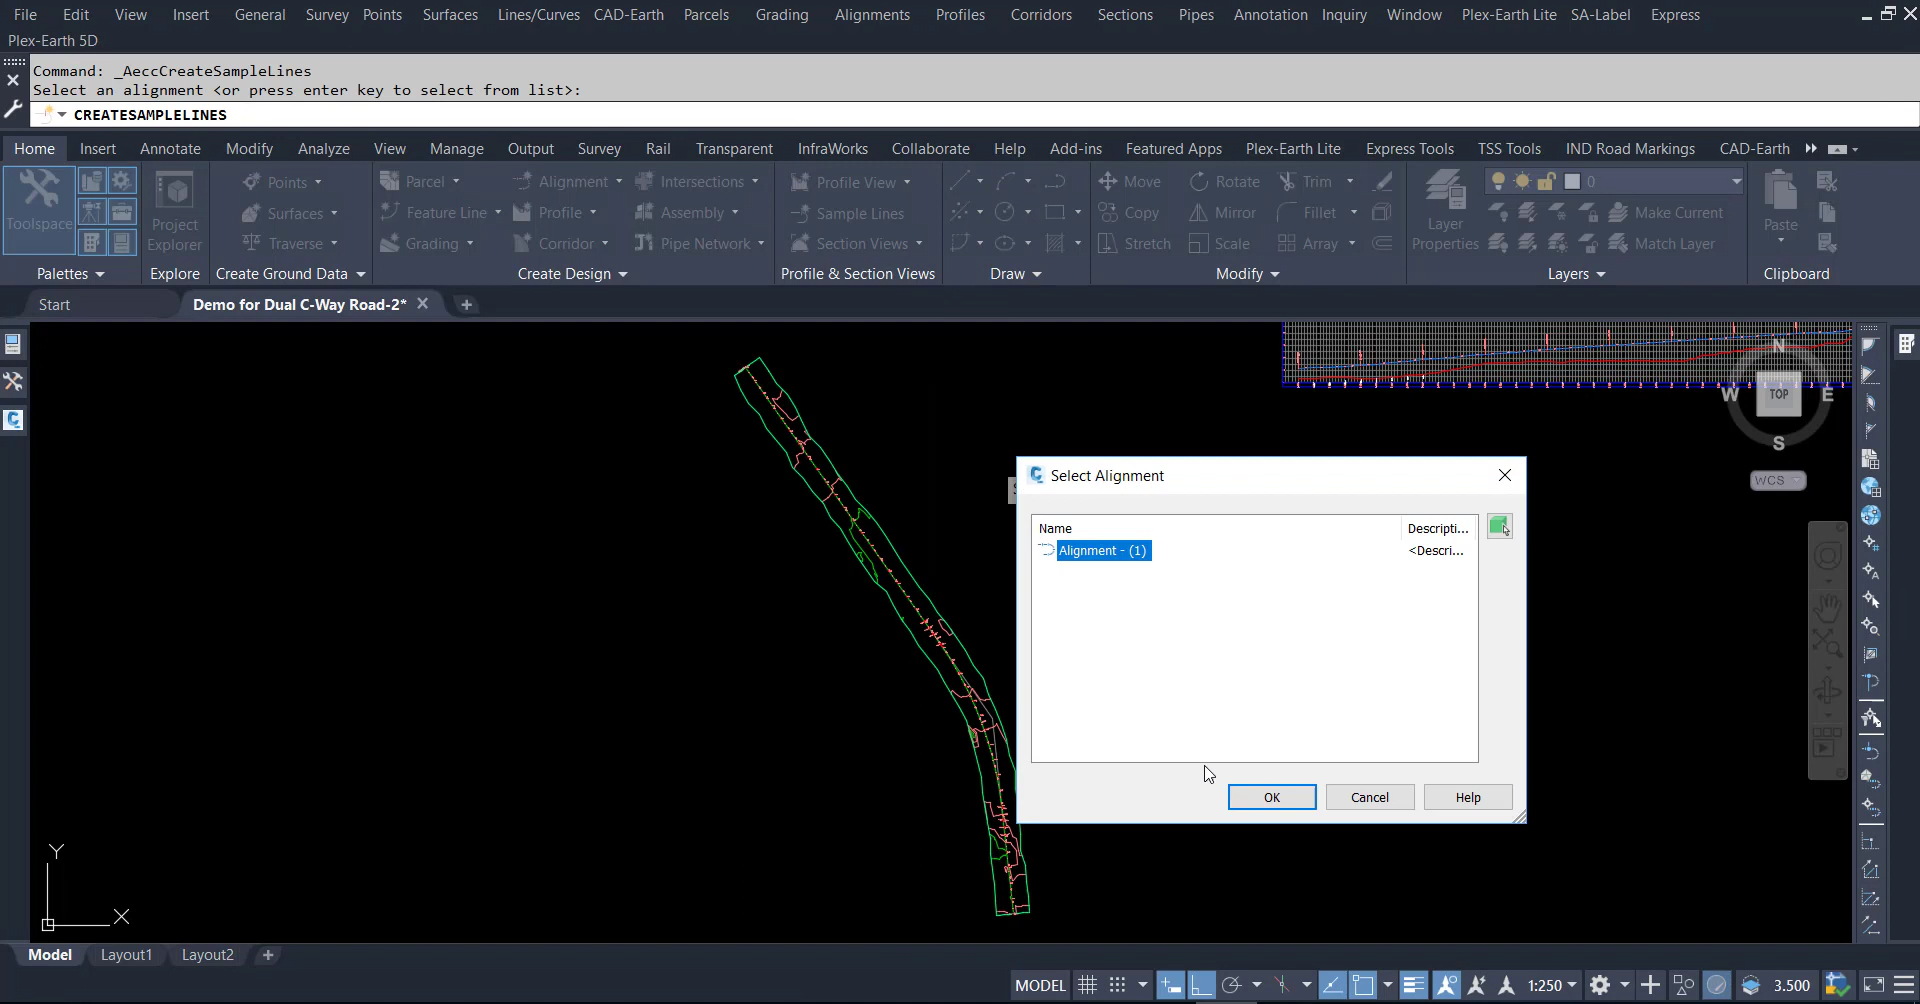 File Edit View Insert General Survey Points Surfaces Lines/Curves CAD-Earth Parcels Grading Alignments Profiles Corridors Sections Pipes Annotation Inquiry Window Plex-Earth Lite SA-Label Express
Plex-Earth 5D
Command: _AeccCreateSampleLines
Select an alignment <or press enter key to select from list>:
CREATESAMPLELINES
Home Insert Annotate Modify Analyze View Manage Output Survey Rail Transparent InfraWorks Collaborate Help Add-ins Featured Apps Plex-Earth Lite Express Tools TSS Tools IND Road Markings CAD-Earth
Points Parcel Alignment Intersections Profile View Move Rotate Trim 0
Toolspace Project Explorer Surfaces Feature Line Profile Assembly Sample Lines Copy Mirror Fillet Layer Properties Make Current Paste
Traverse Grading Corridor Pipe Network Section Views Stretch Scale Array Match Layer
Palettes Explore Create Ground Data Create Design Profile & Section Views Draw Modify Layers Clipboard
Start Demo for Dual C-Way Road-2*
N
W TOP E
S
WCS
Select Alignment
Name Descripti...
Alignment - (1) <Descri...
OK Cancel Help
Y
X
Model Layout1 Layout2
MODEL 1:250 3.500